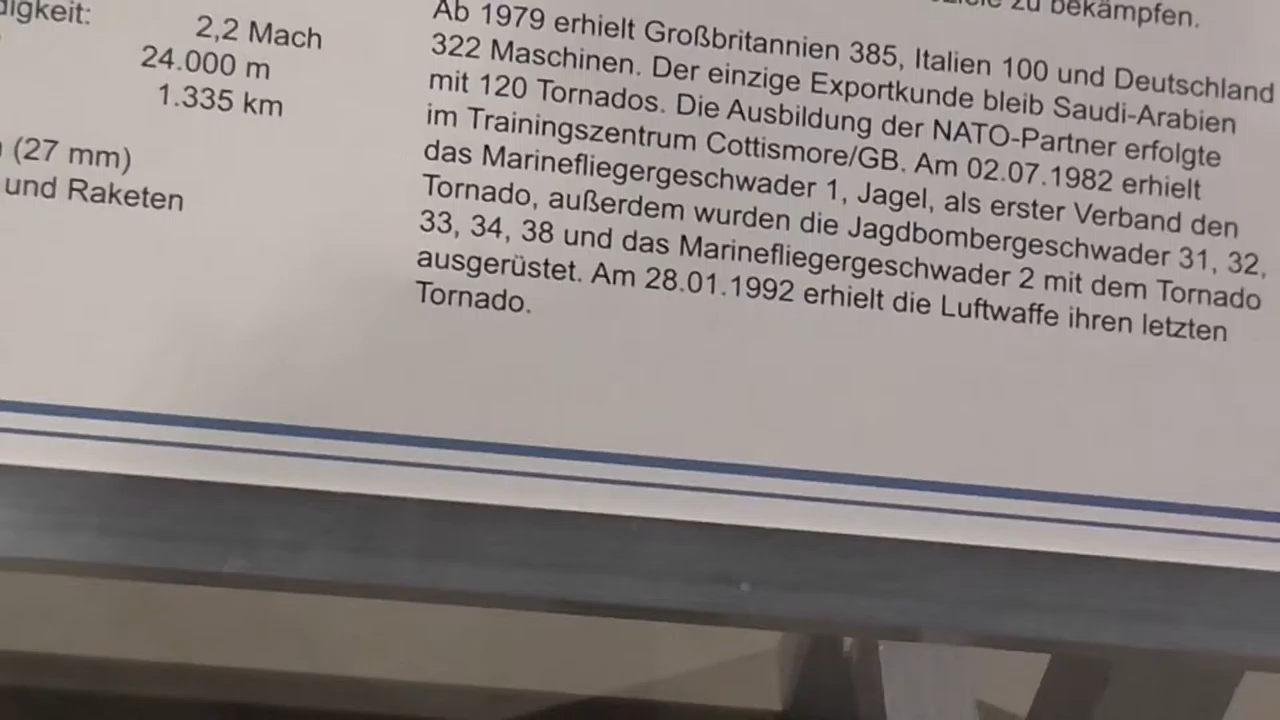 digkeit:
2,2 Mach
24.000 m
1.335 km
(27 mm)
und Raketen
zu bekämpfen.
Ab 1979 erhielt Großbritannien 385, Italien 100 und Deutschland
322 Maschinen. Der einzige Exportkunde bleib Saudi-Arabien
mit 120 Tornados. Die Ausbildung der NATO-Partner erfolgte
im Trainingszentrum Cottismore/GB. Am 02.07.1982 erhielt
das Marinefliegergeschwader 1, Jagel, als erster Verband den
Tornado, außerdem wurden die Jagdbombergeschwader 31, 32,
33, 34, 38 und das Marinefliegergeschwader 2 mit dem Tornado
ausgerüstet. Am 28.01.1992 erhielt die Luftwaffe ihren letzten
Tornado.